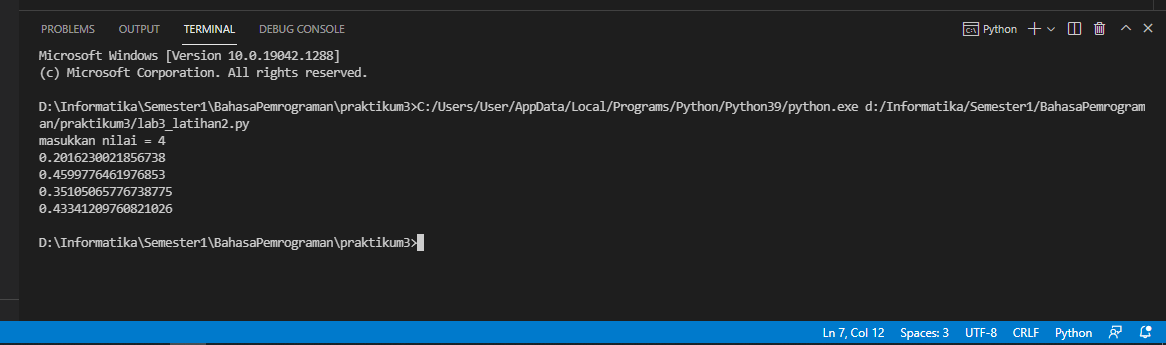 PROBLEMS OUTPUT TERMINAL DEBUG CONSOLE Python
Microsoft Windows [Version 10.0.19042.1288]
(c) Microsoft Corporation. All rights reserved.
D:\Informatika\Semester1\BahasaPemrograman\praktikum3>C:/Users/User/AppData/Local/Programs/Python/Python39/python.exe d:/Informatika/Semester1/BahasaPemrogram
an/praktikum3/lab3_latihan2.py
masukkan nilai = 4
0.2016230021856738
0.4599776461976853
0.35105065776738775
0.43341209760821026
D:\Informatika\Semester1\BahasaPemrograman\praktikum3>
Ln 7, Col 12 Spaces: 3 UTF-8 CRLF Python